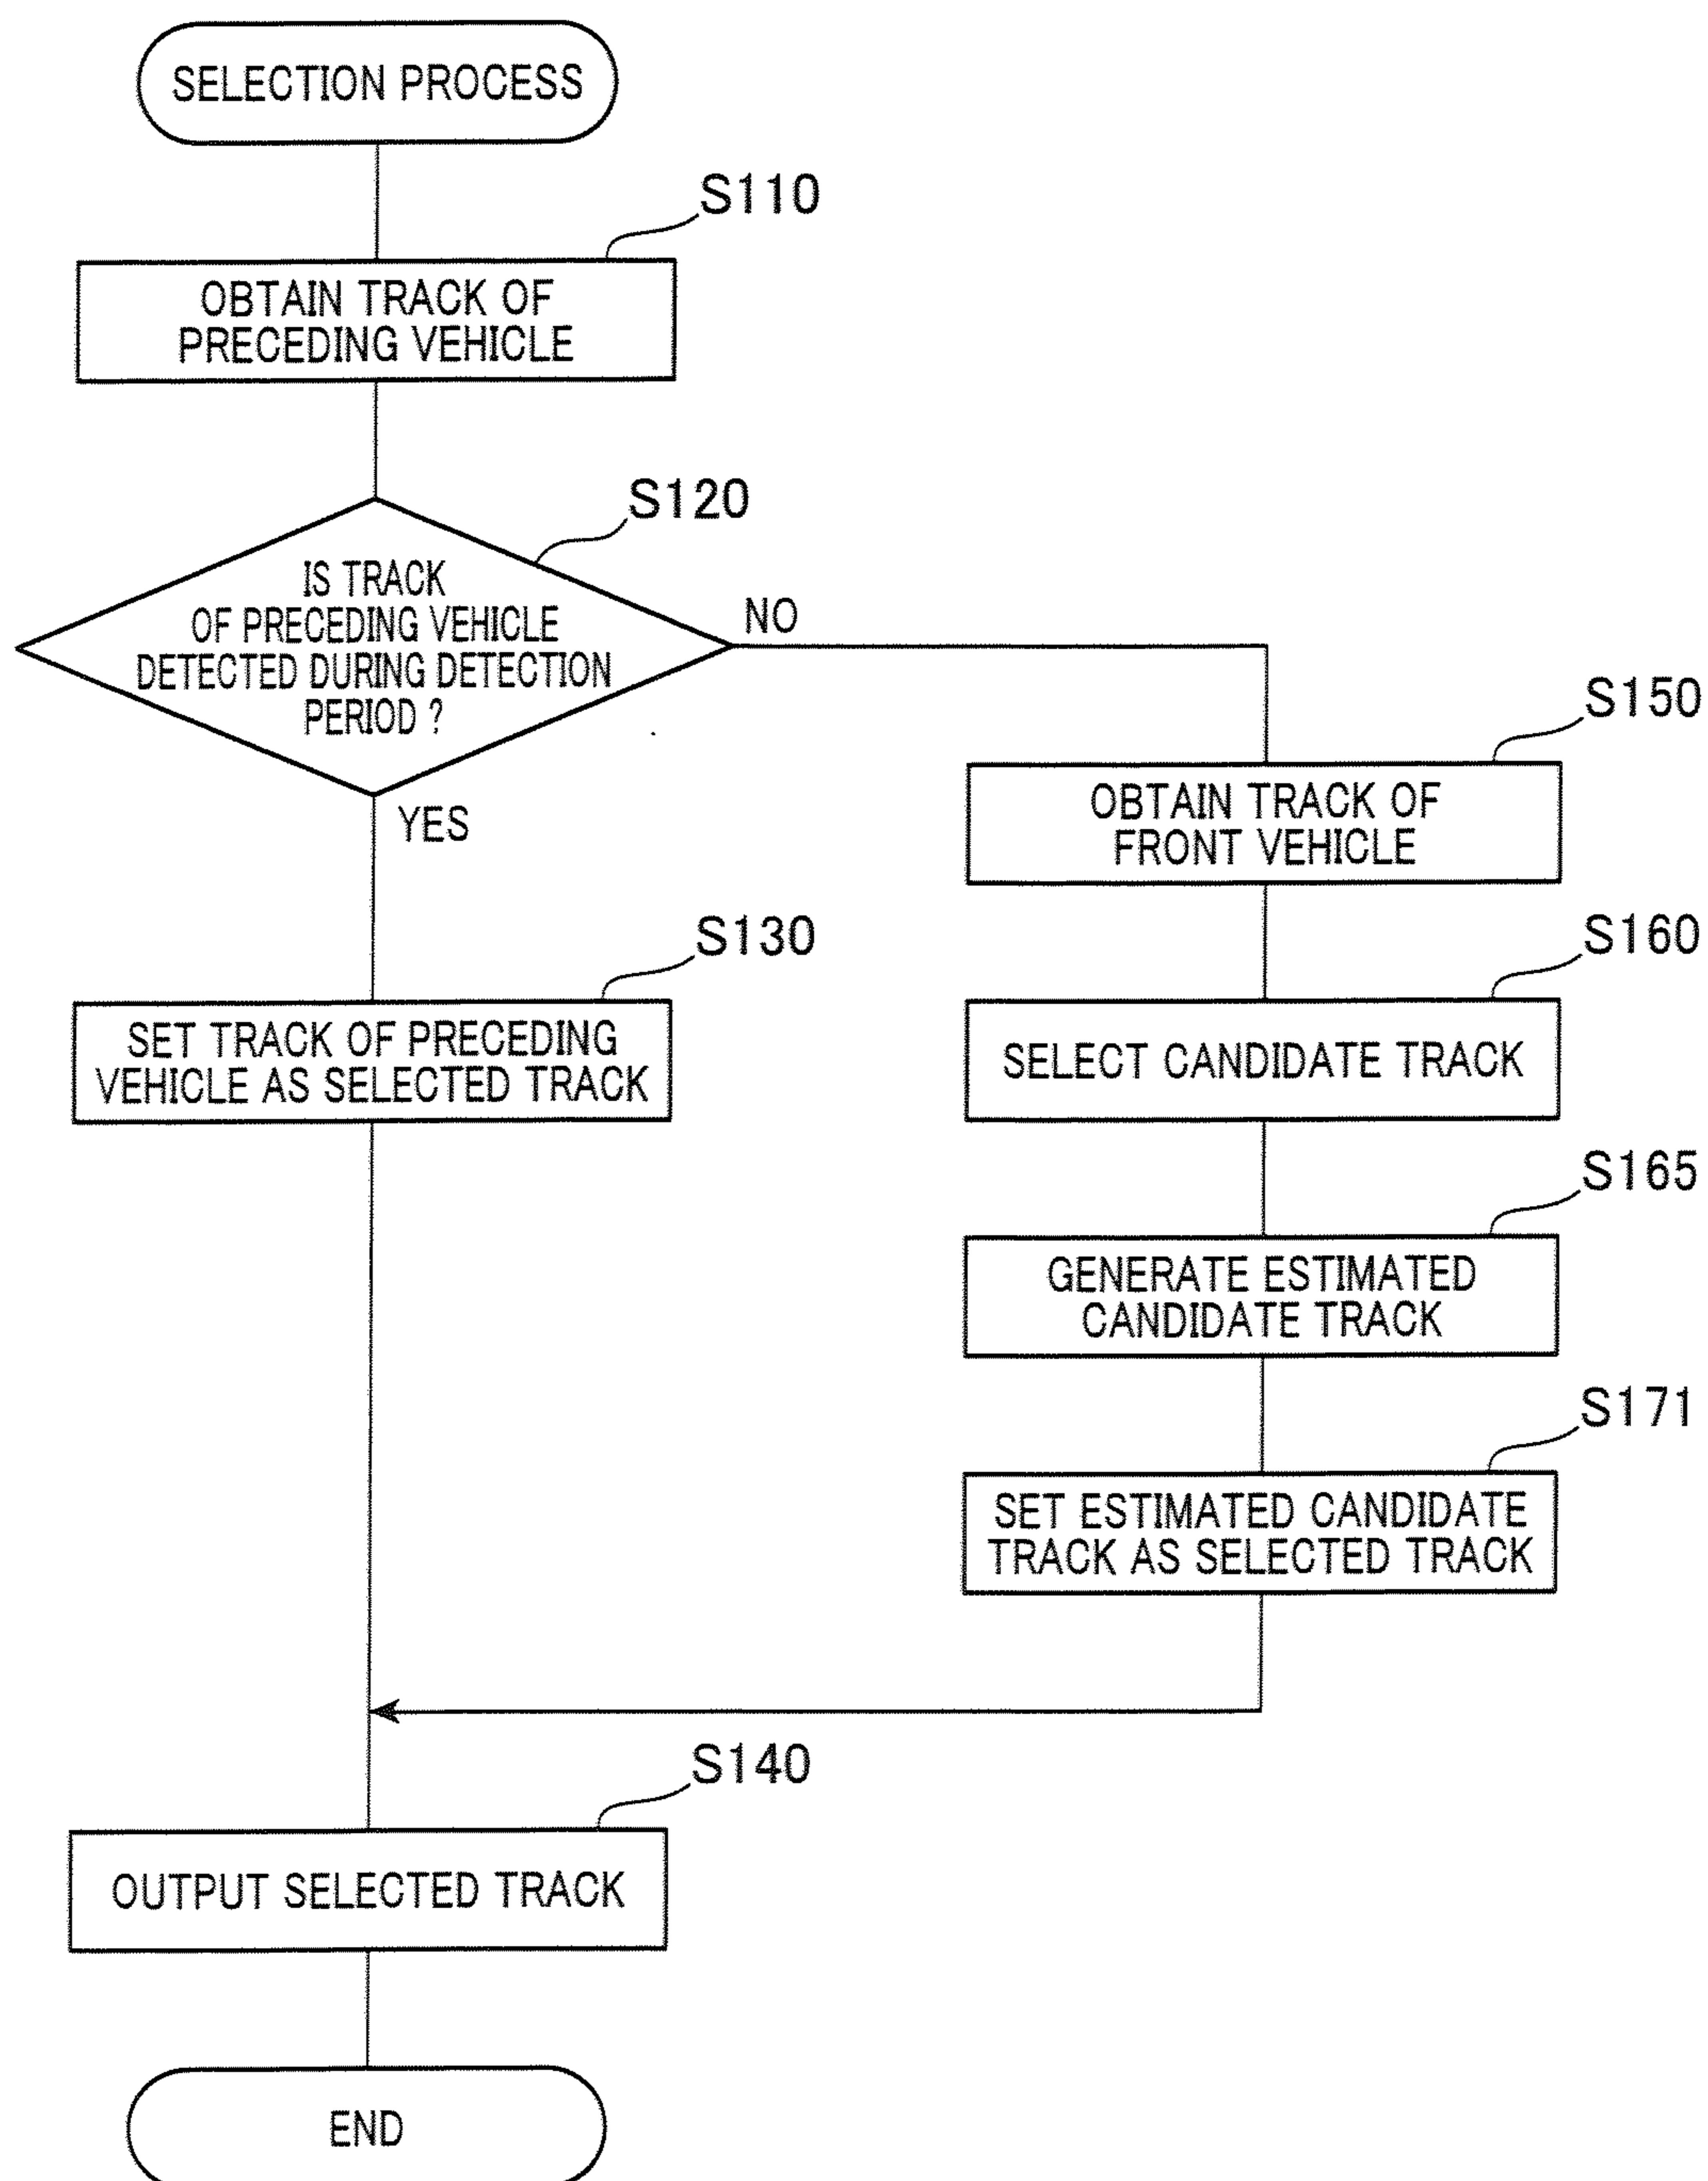 SELECTION PROCESS
S110
OBTAIN TRACK OF
PRECEDING VEHICLE
S120
IS TRACK
OF PRECEDING VEHICLE
DETECTED DURING DETECTION
PERIOD ?
NO
YES
S150
OBTAIN TRACK OF
FRONT VEHICLE
S130
SET TRACK OF PRECEDING
VEHICLE AS SELECTED TRACK
S160
SELECT CANDIDATE TRACK
S165
GENERATE ESTIMATED
CANDIDATE TRACK
S171
SET ESTIMATED CANDIDATE
TRACK AS SELECTED TRACK
S140
OUTPUT SELECTED TRACK
END